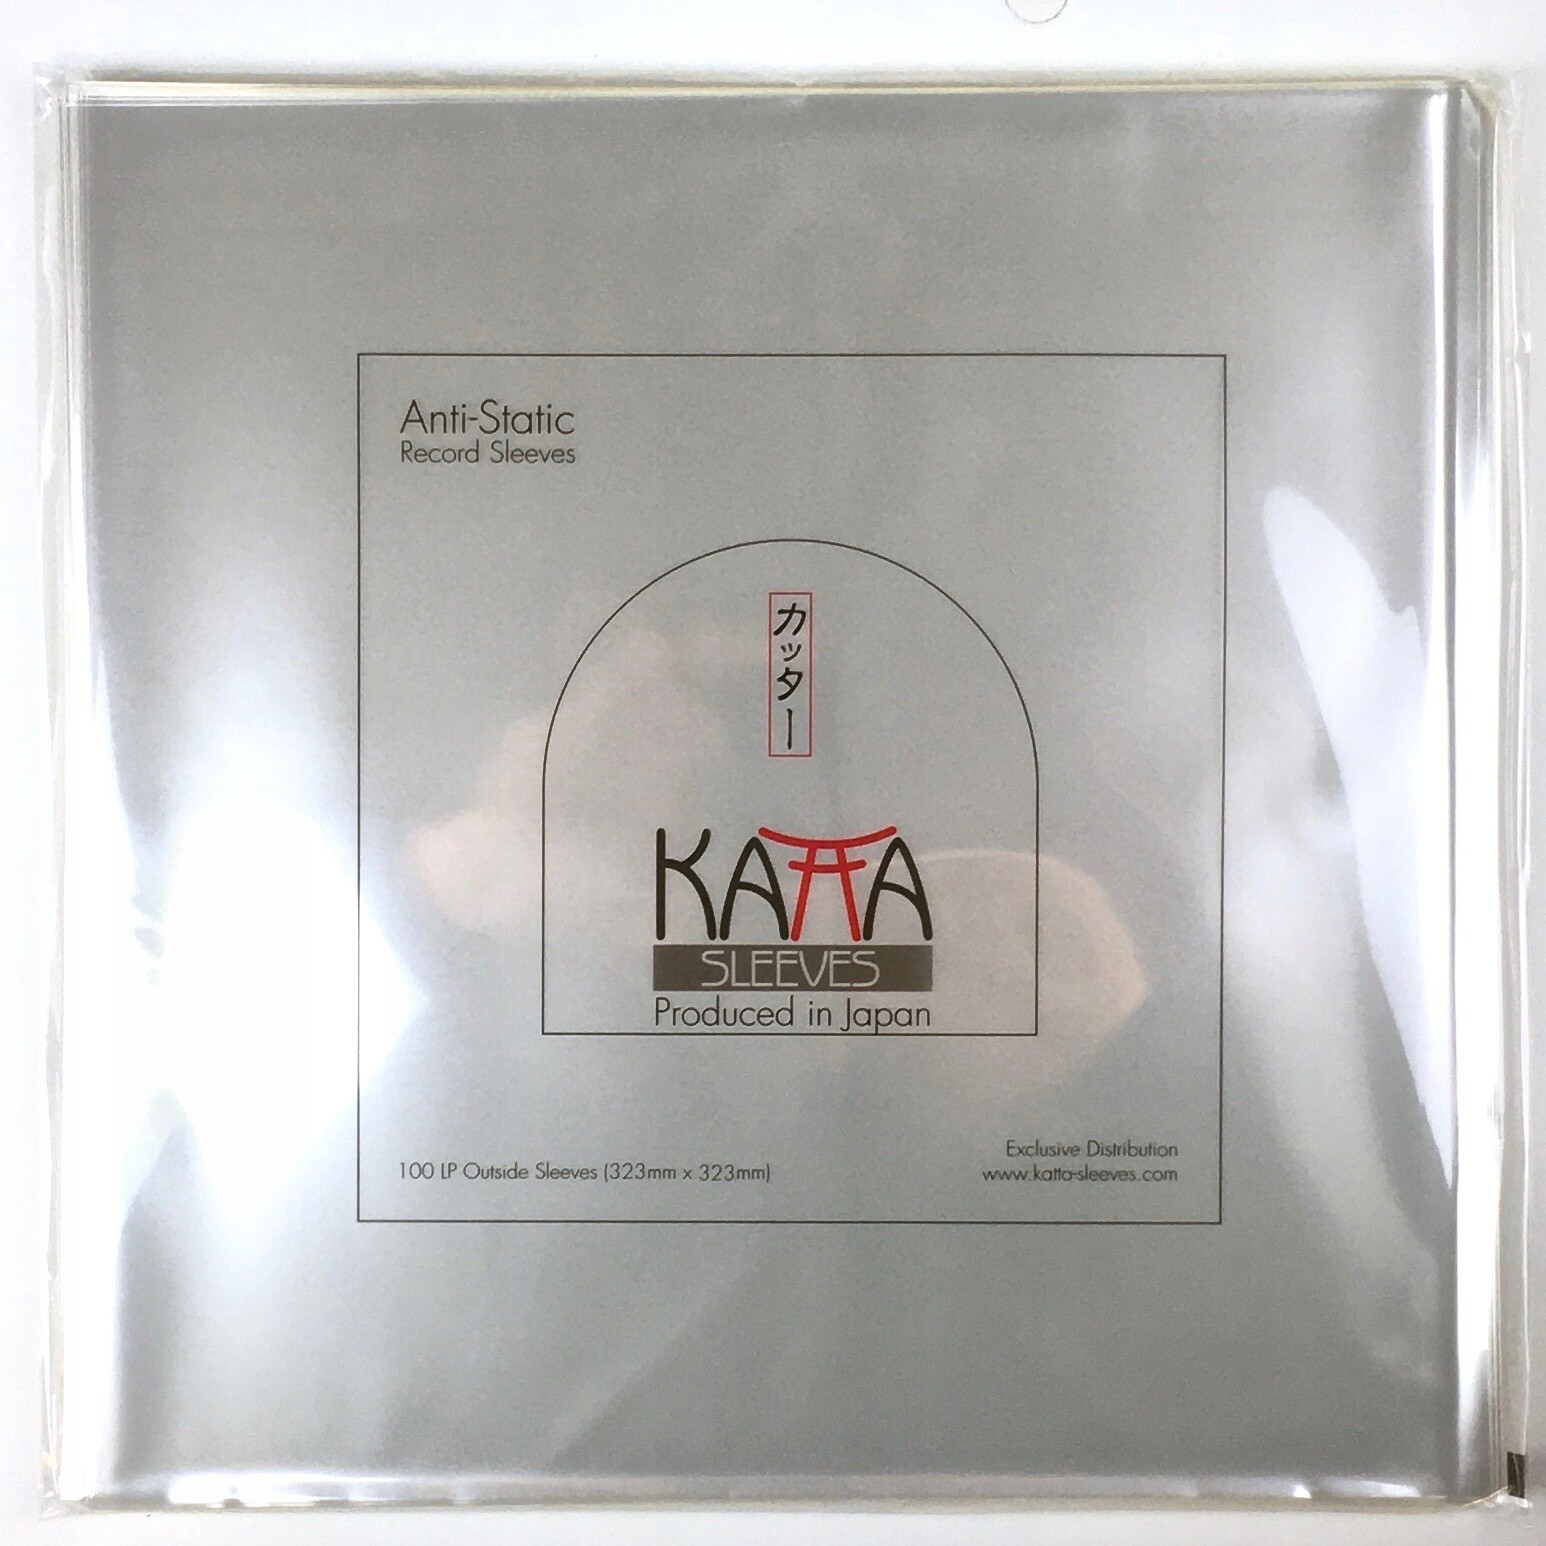 Anti-Static
Record Sleeves
カッター
KATTA
SLEEVES
Produced in Japan
100 LP Outside Sleeves (323mm x 323mm)
Exclusive Distribution
www.katta-sleeves.com